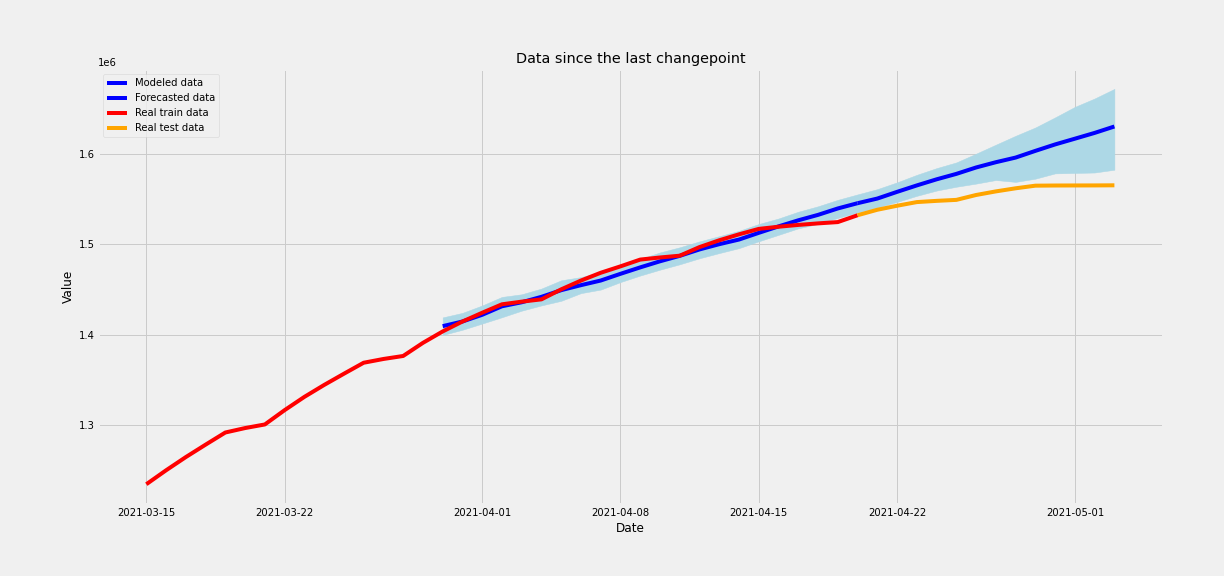 Data since the last changepoint
1e6
Modeled data
Forecasted data
Real train data
Real test data
1.6
1.5
1.4
1.3
Value
2021-03-15
2021-03-22
2021-04-01
2021-04-08
2021-04-15
2021-04-22
2021-05-01
Date